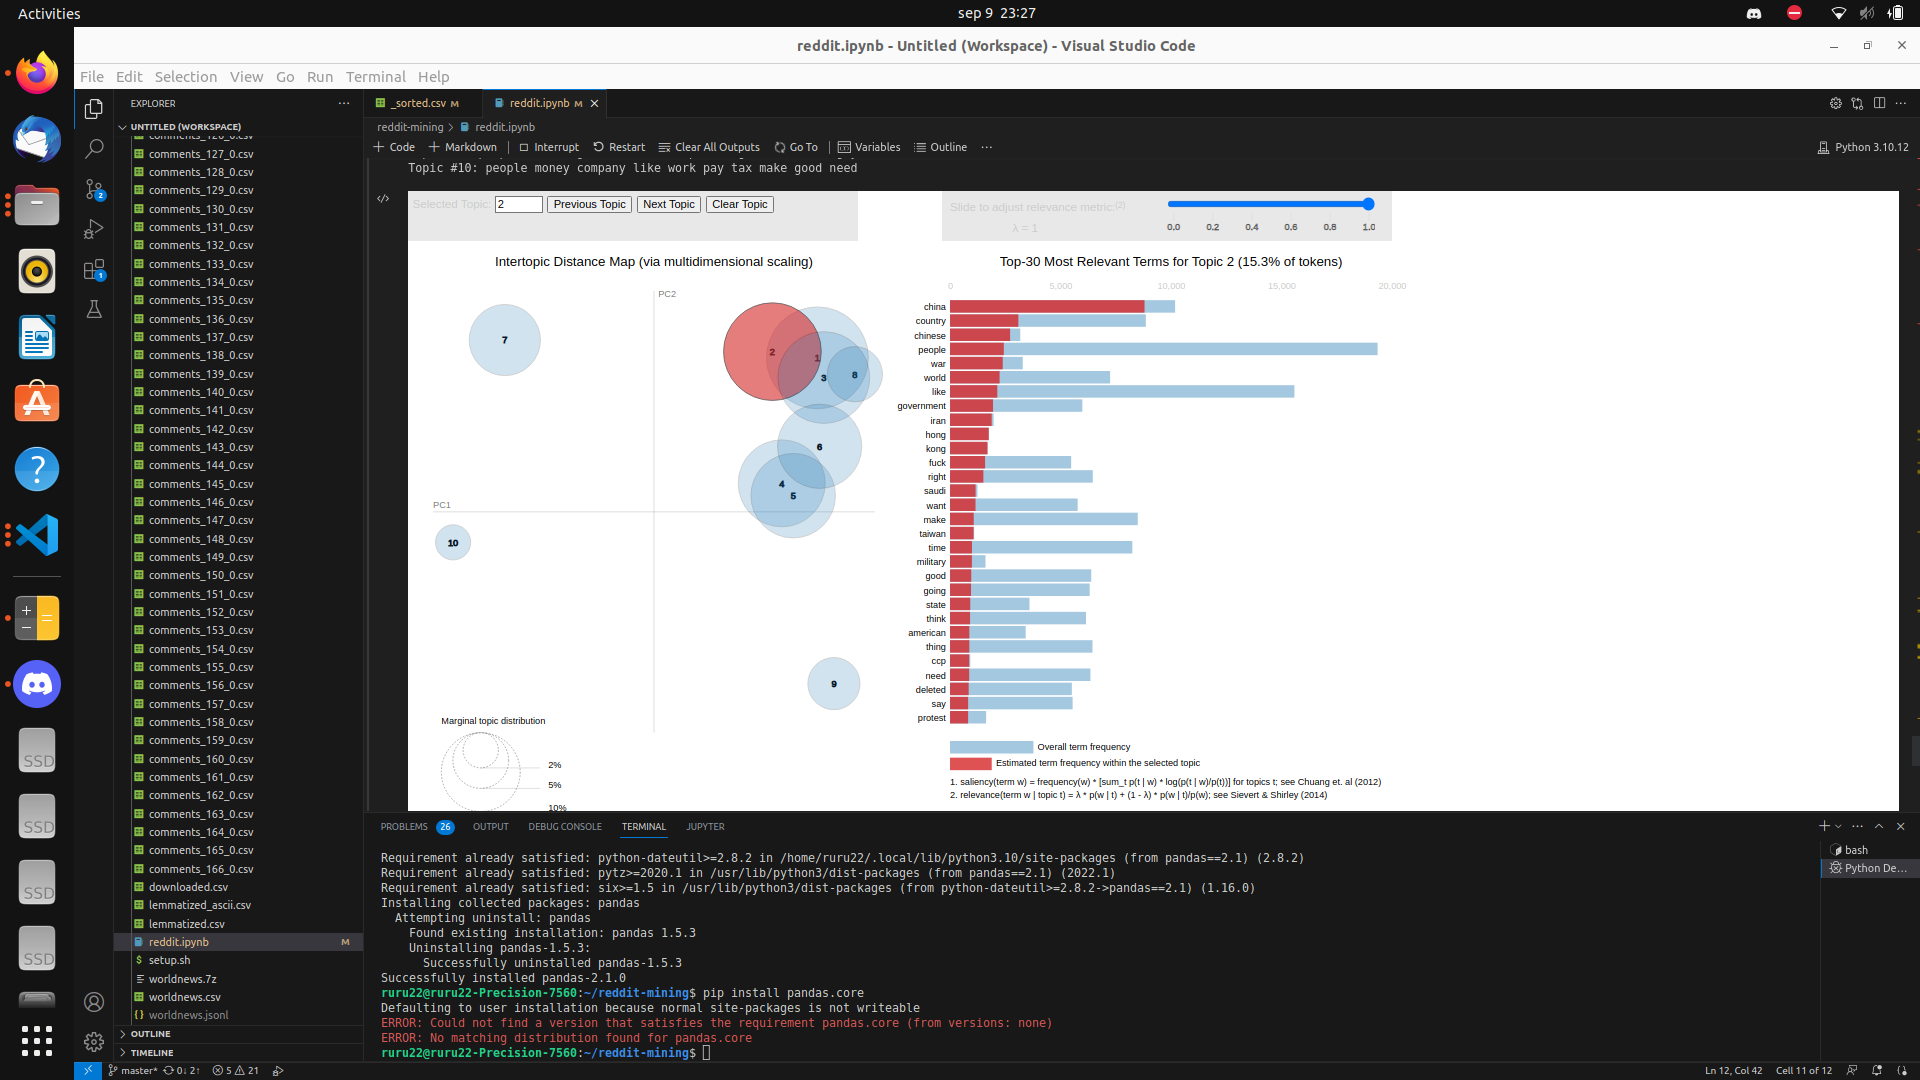 Activities
sep 9 23:27
reddit.ipynb - Untitled (Workspace) - Visual Studio Code
File Edit Selection View Go Run Terminal Help
EXPLORER
UNTITLED (WORKSPACE)
comments_126_0.csv
comments_127_0.csv
comments_128_0.csv
comments_129_0.csv
comments_130_0.csv
comments_131_0.csv
comments_132_0.csv
comments_133_0.csv
comments_134_0.csv
comments_135_0.csv
comments_136_0.csv
comments_137_0.csv
comments_138_0.csv
comments_139_0.csv
comments_140_0.csv
comments_141_0.csv
comments_142_0.csv
comments_143_0.csv
comments_144_0.csv
comments_145_0.csv
comments_146_0.csv
comments_147_0.csv
comments_148_0.csv
comments_149_0.csv
comments_150_0.csv
comments_151_0.csv
comments_152_0.csv
comments_153_0.csv
comments_154_0.csv
comments_155_0.csv
comments_156_0.csv
comments_157_0.csv
comments_158_0.csv
comments_159_0.csv
comments_160_0.csv
comments_161_0.csv
comments_162_0.csv
comments_163_0.csv
comments_164_0.csv
comments_165_0.csv
comments_166_0.csv
downloaded.csv
lemmatized_ascii.csv
lemmatized.csv
reddit.ipynb M
setup.sh
worldnews.7z
worldnews.csv
worldnews.jsonl
OUTLINE
TIMELINE
2
1
SSD
SSD
SSD
SSD
_sorted.csv M
reddit.ipynb M
reddit-mining > reddit.ipynb
Code Markdown Interrupt Restart Clear All Outputs Go To Variables Outline
Python 3.10.12
Topic #10: people money company like work pay tax make good need
Selected Topic: 2 Previous Topic Next Topic Clear Topic
Slide to adjust relevance metric:(2)
λ = 1
0.0 0.2 0.4 0.6 0.8 1.0
Intertopic Distance Map (via multidimensional scaling)
PC2
PC1
7
2
1
3
8
6
4
5
10
9
Marginal topic distribution
2%
5%
10%
Top-30 Most Relevant Terms for Topic 2 (15.3% of tokens)
0 5,000 10,000 15,000 20,000
china
country
chinese
people
war
world
like
government
iran
hong
kong
fuck
right
saudi
want
make
taiwan
time
military
good
going
state
think
american
thing
ccp
need
deleted
say
protest
Overall term frequency
Estimated term frequency within the selected topic
1. saliency(term w) = frequency(w) * [sum_t p(t | w) * log(p(t | w)/p(t))] for topics t; see Chuang et. al (2012)
2. relevance(term w | topic t) = λ * p(w | t) + (1 - λ) * p(w | t)/p(w); see Sievert & Shirley (2014)
PROBLEMS 26 OUTPUT DEBUG CONSOLE TERMINAL JUPYTER
bash
Python De...
Requirement already satisfied: python-dateutil>=2.8.2 in /home/ruru22/.local/lib/python3.10/site-packages (from pandas==2.1) (2.8.2)
Requirement already satisfied: pytz>=2020.1 in /usr/lib/python3/dist-packages (from pandas==2.1) (2022.1)
Requirement already satisfied: six>=1.5 in /usr/lib/python3/dist-packages (from python-dateutil>=2.8.2->pandas==2.1) (1.16.0)
Installing collected packages: pandas
Attempting uninstall: pandas
Found existing installation: pandas 1.5.3
Uninstalling pandas-1.5.3:
Successfully uninstalled pandas-1.5.3
Successfully installed pandas-2.1.0
ruru22@ruru22-Precision-7560:~/reddit-mining$ pip install pandas.core
Defaulting to user installation because normal site-packages is not writeable
ERROR: Could not find a version that satisfies the requirement pandas.core (from versions: none)
ERROR: No matching distribution found for pandas.core
ruru22@ruru22-Precision-7560:~/reddit-mining$
master* 0↓ 2↑ 5 21
Ln 12, Col 42 Cell 11 of 12